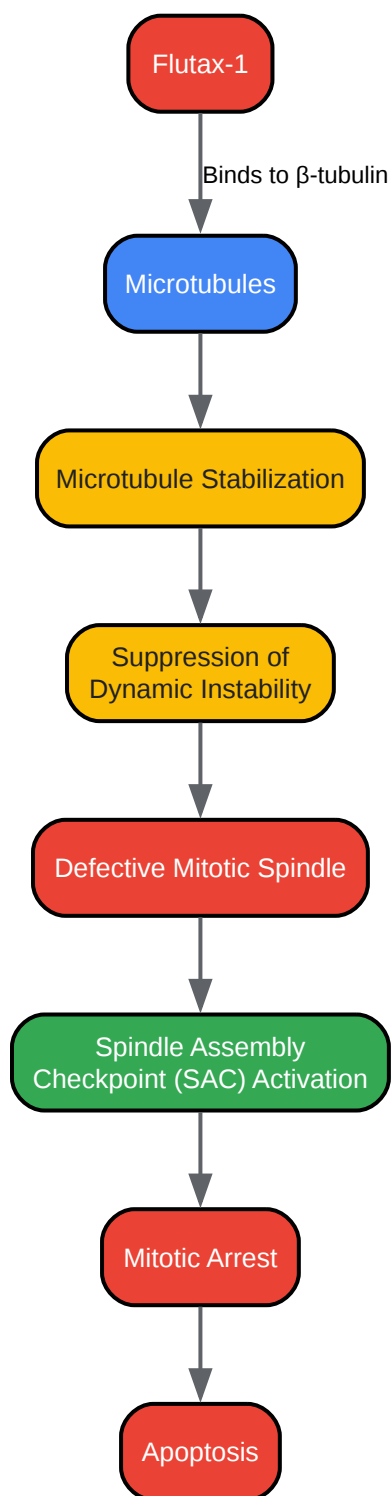 Flutax-1
Binds to β-tubulin
Microtubules
Microtubule Stabilization
Suppression of
Dynamic Instability
Defective Mitotic Spindle
Spindle Assembly
Checkpoint (SAC) Activation
Mitotic Arrest
Apoptosis